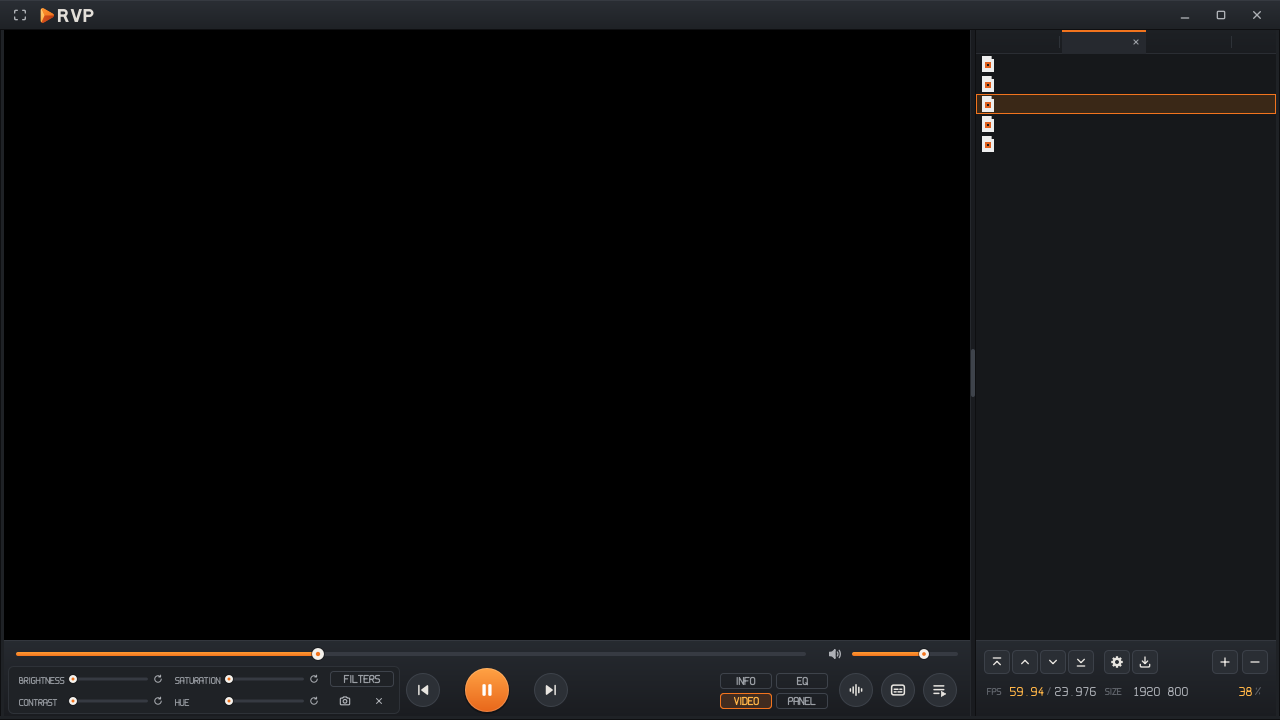 RVP
BRIGHTNESS SATURATION FILTERS
CONTRAST HUE
INFO EQ
VIDEO PANEL
FPS 59.94 / 23.976 SIZE 1920 800 38 %